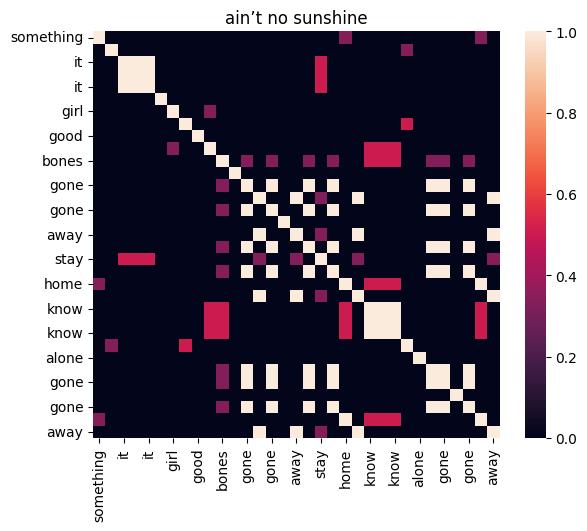 ain’t no sunshine
something
it
it
girl
good
bones
gone
gone
away
stay
home
know
know
alone
gone
gone
away
something
it
it
girl
good
bones
gone
gone
away
stay
home
know
know
alone
gone
gone
away
1.0
0.8
0.6
0.4
0.2
0.0